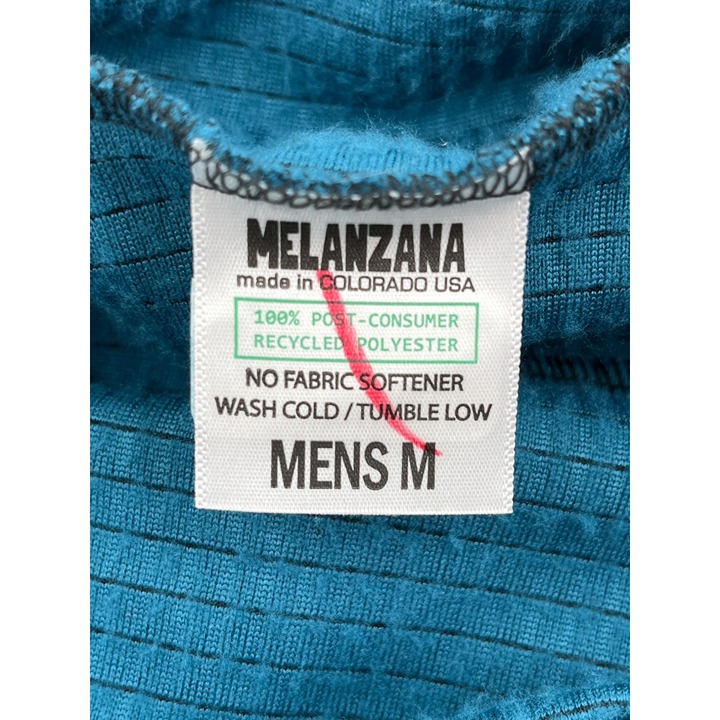 MELANZANA
made in COLORADO USA
100% POST-CONSUMER
RECYCLED POLYESTER
NO FABRIC SOFTENER
WASH COLD / TUMBLE LOW
MENS M